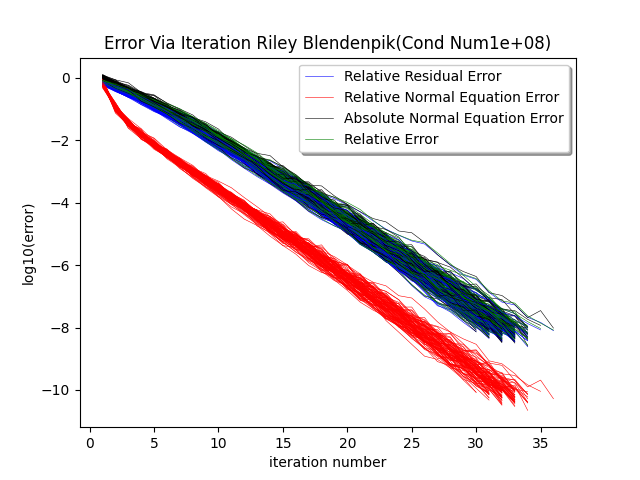 Error Via Iteration Riley Blendenpik(Cond Num1e+08)
Relative Residual Error
Relative Normal Equation Error
Absolute Normal Equation Error
Relative Error
log10(error)
0
−2
−4
−6
−8
−10
0 5 10 15 20 25 30 35
iteration number